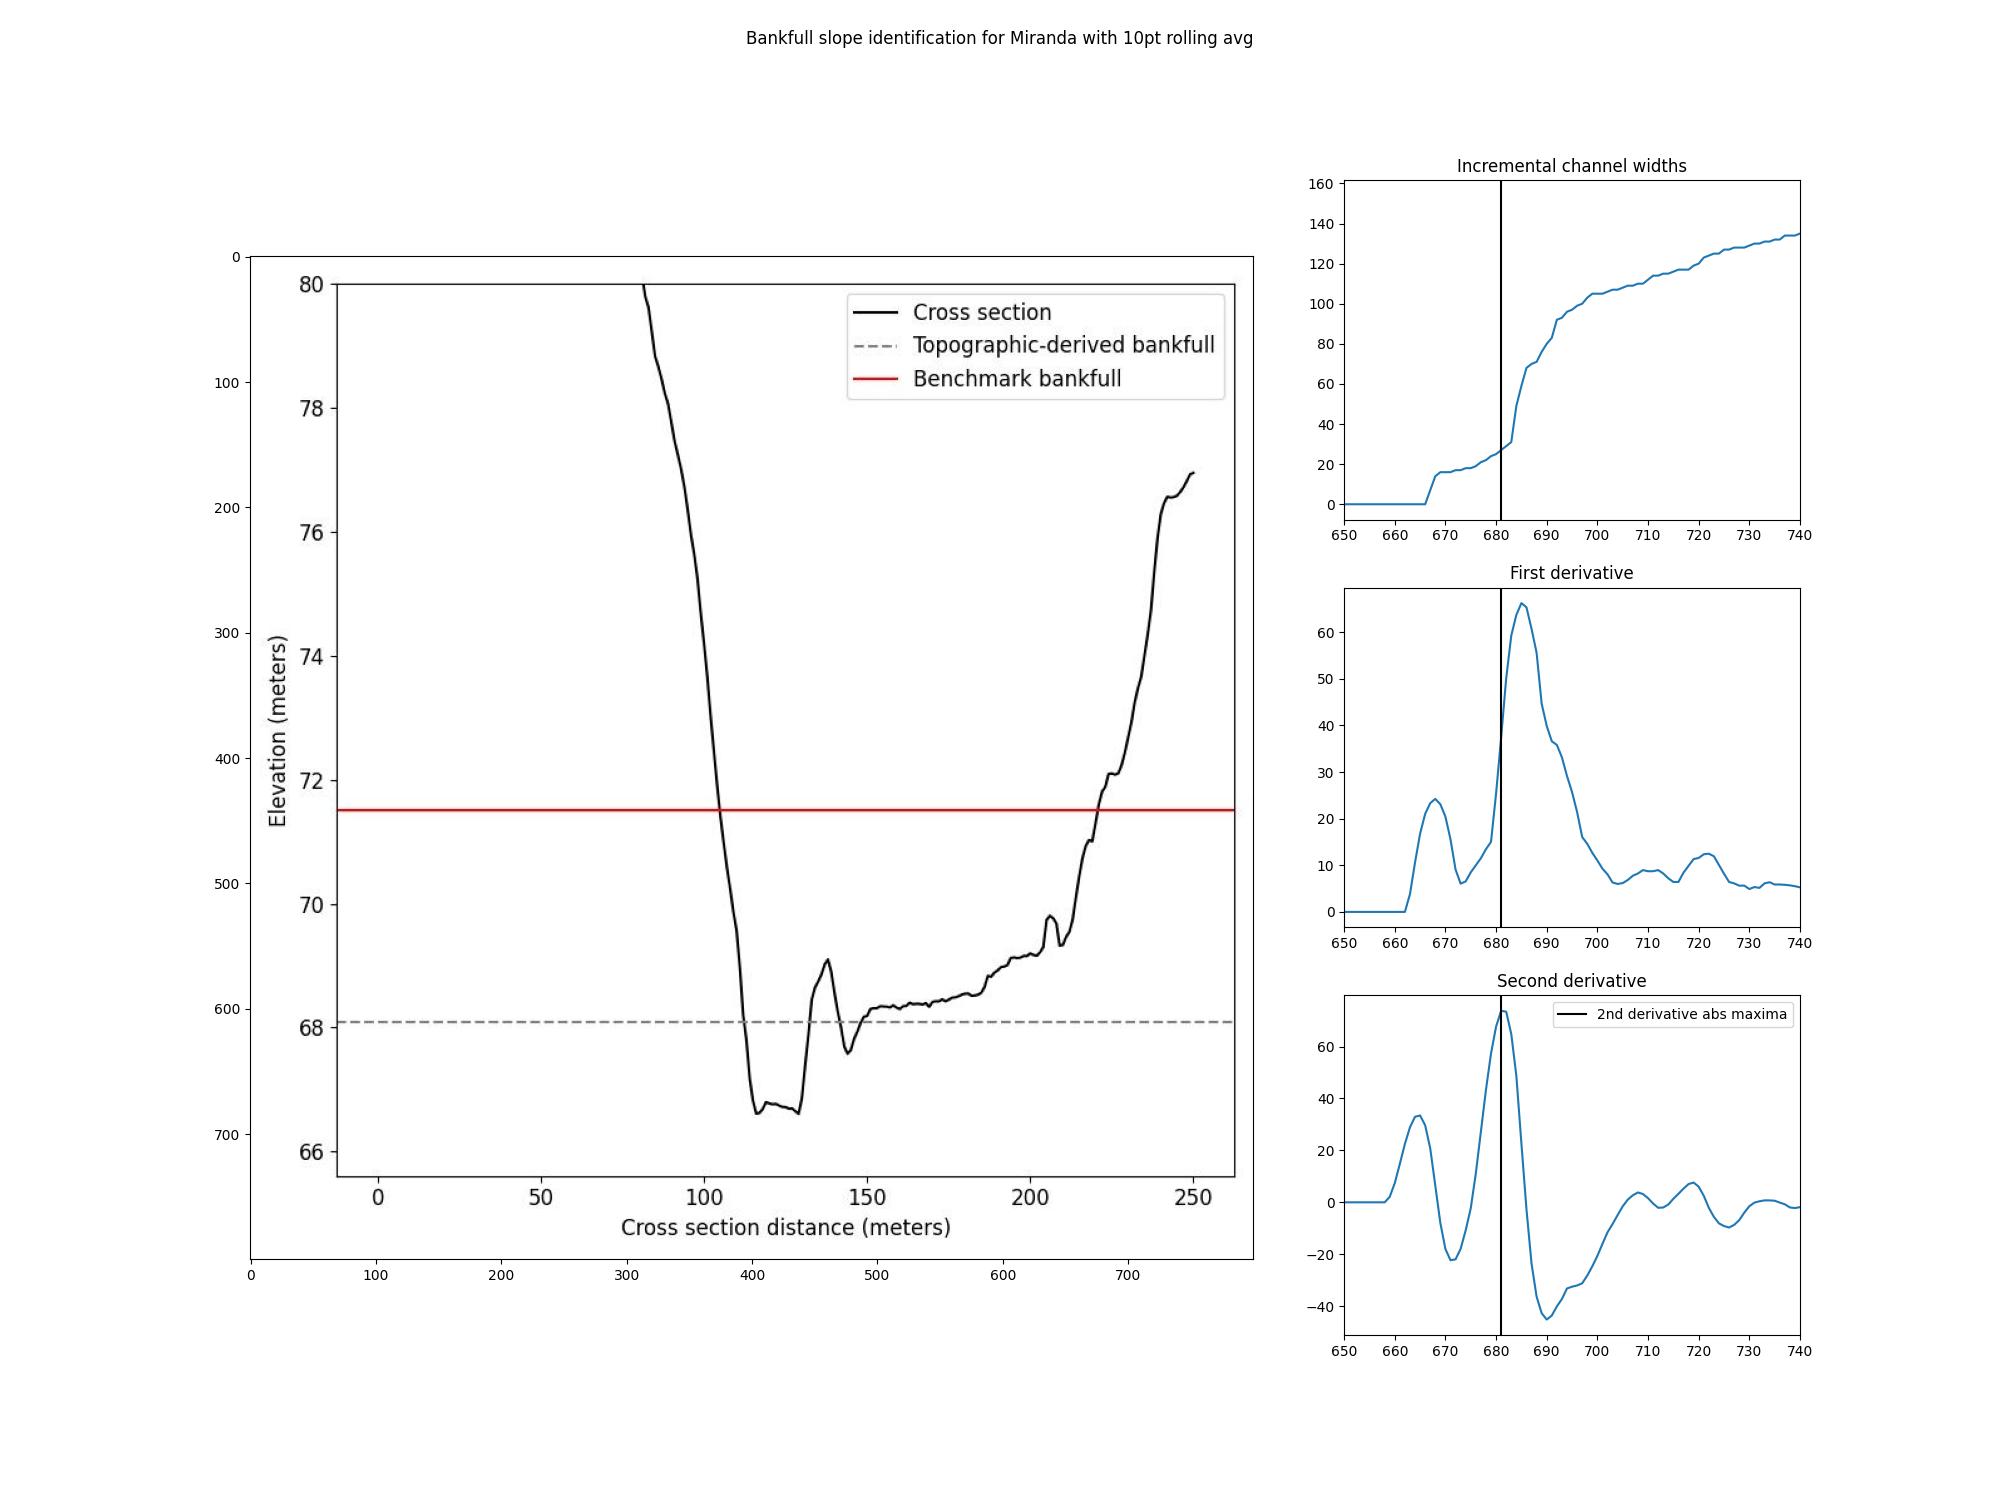 Bankfull slope identification for Miranda with 10pt rolling avg
0
100
200
300
400
500
600
700
Elevation (meters)
80
78
76
74
72
70
68
66
Cross section
Topographic-derived bankfull
Benchmark bankfull
0 50 100 150 200 250
Cross section distance (meters)
0 100 200 300 400 500 600 700
Incremental channel widths
160
140
120
100
80
60
40
20
0
650 660 670 680 690 700 710 720 730 740
First derivative
60
50
40
30
20
10
0
650 660 670 680 690 700 710 720 730 740
Second derivative
2nd derivative abs maxima
60
40
20
0
−20
−40
650 660 670 680 690 700 710 720 730 740